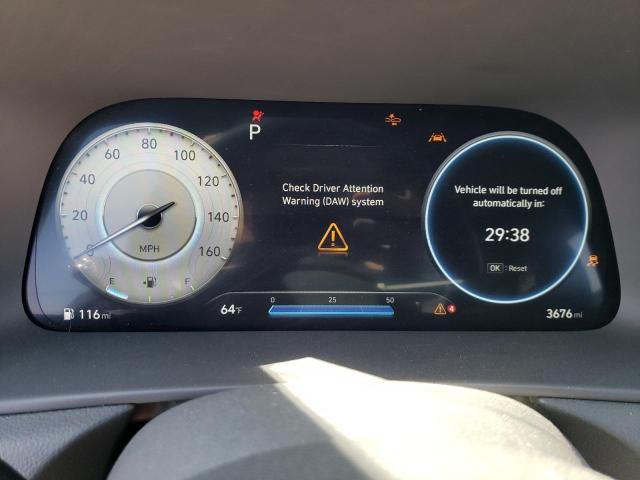 P
60 80 100
40 120
20 140
0 160
MPH
E F
116 mi
Check Driver Attention
Warning (DAW) system
64°F
0 25 50
4
Vehicle will be turned off
automatically in:
29:38
OK : Reset
3676 mi